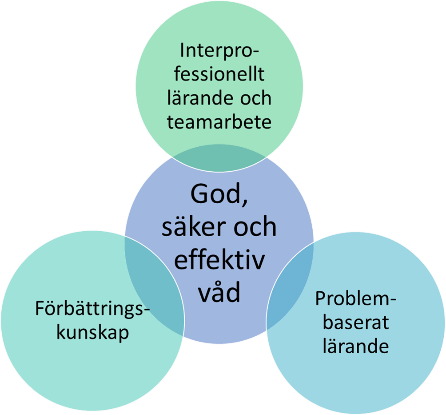 Interpro-
fessionellt
lärande och
teamarbete
God,
säker och
effektiv
våd
Förbättrings-
kunskap
Problem-
baserat
lärande